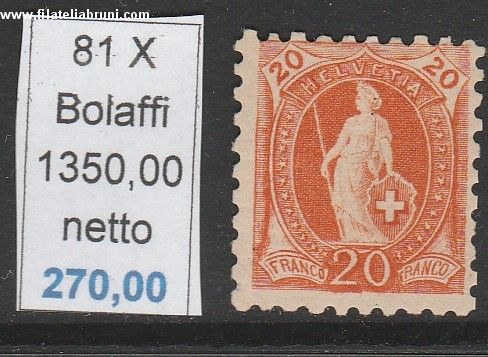 www.filateliabruni.com
81 X
Bolaffi
1350,00
netto
270,00
20 20
HELVETIA
FRANCO 20 FRANCO